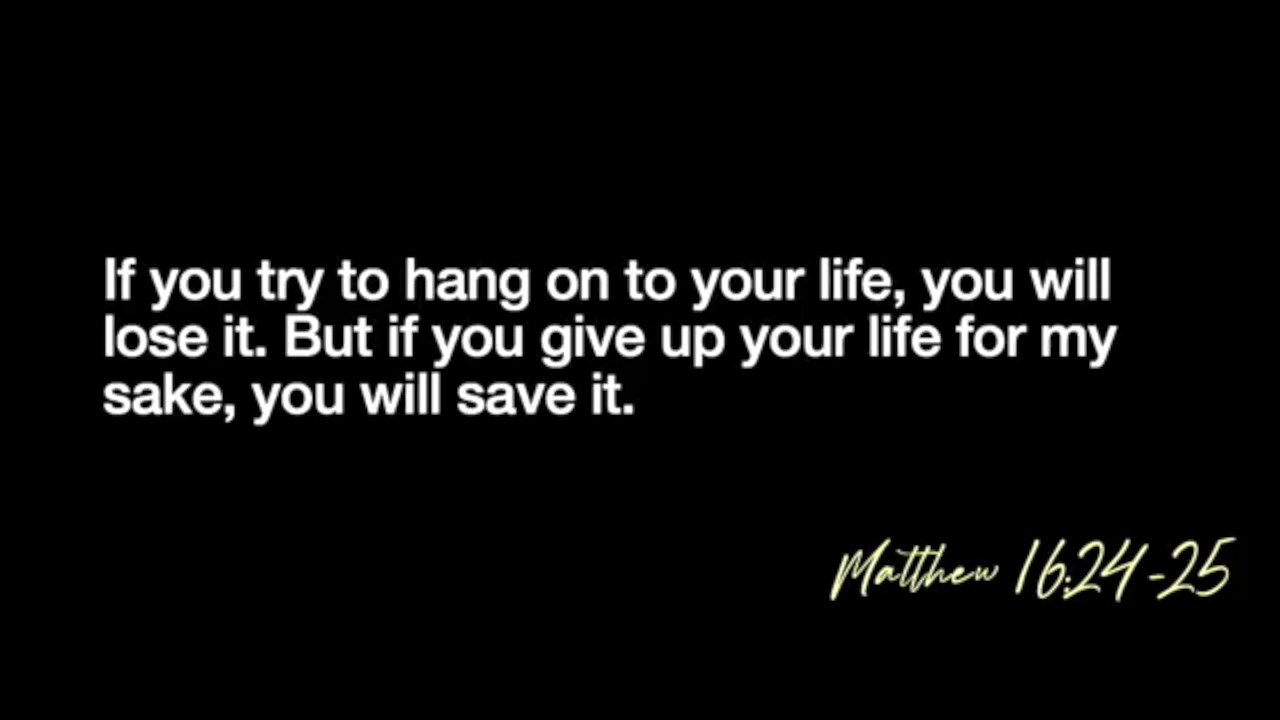 If you try to hang on to your life, you will
lose it. But if you give up your life for my
sake, you will save it.
Matthew 16:24-25